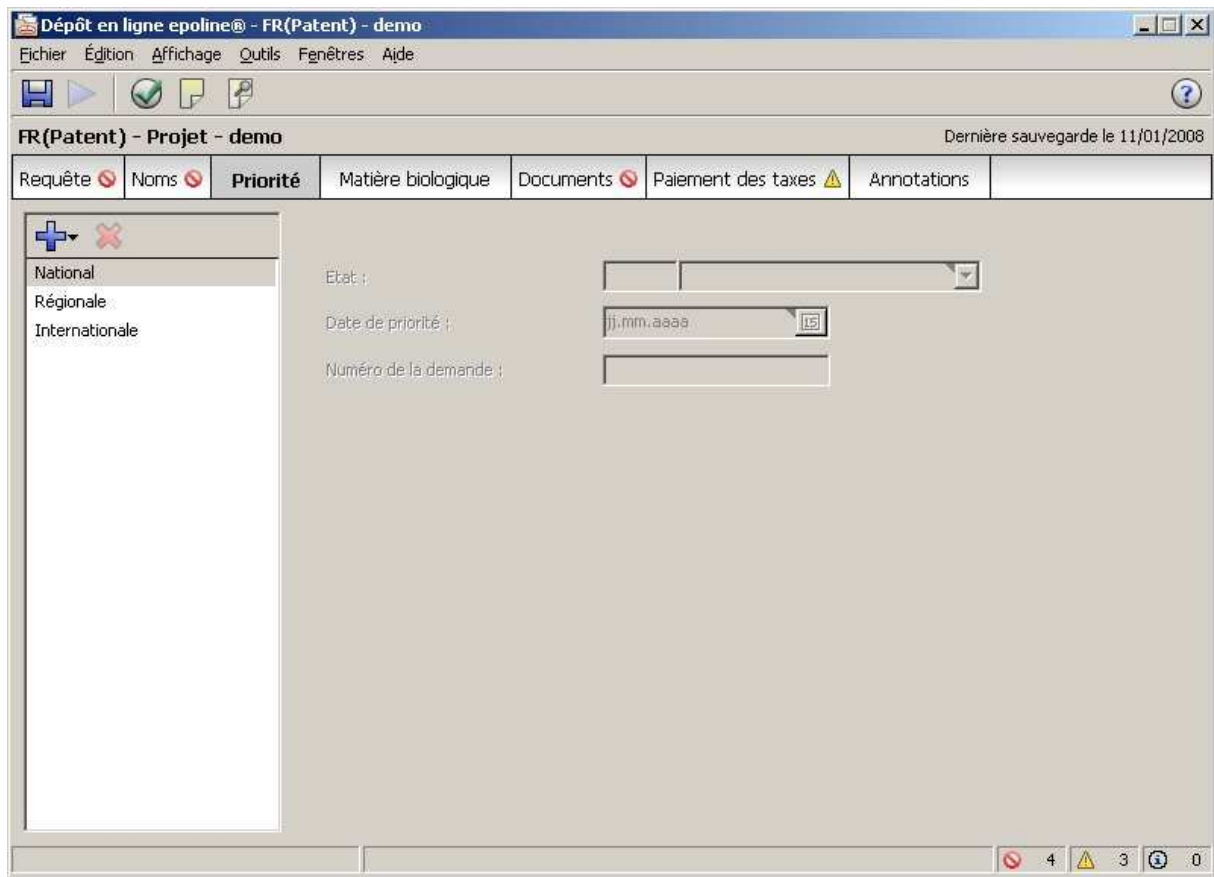 Dépôt en ligne epoline® - FR(Patent) - demo
Fichier Édition Affichage Outils Fenêtres Aide
FR(Patent) - Projet - demo Dernière sauvegarde le 11/01/2008
Requête Noms Priorité Matière biologique Documents Paiement des taxes Annotations
National
Régionale
Internationale
Etat :
Date de priorité : jj.mm.aaaa 15
Numéro de la demande :
4 3 0